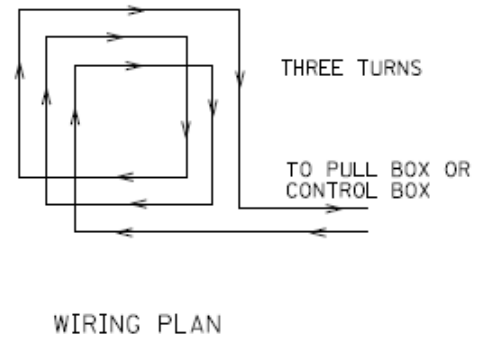 THREE TURNS
TO PULL BOX OR
CONTROL BOX
WIRING PLAN